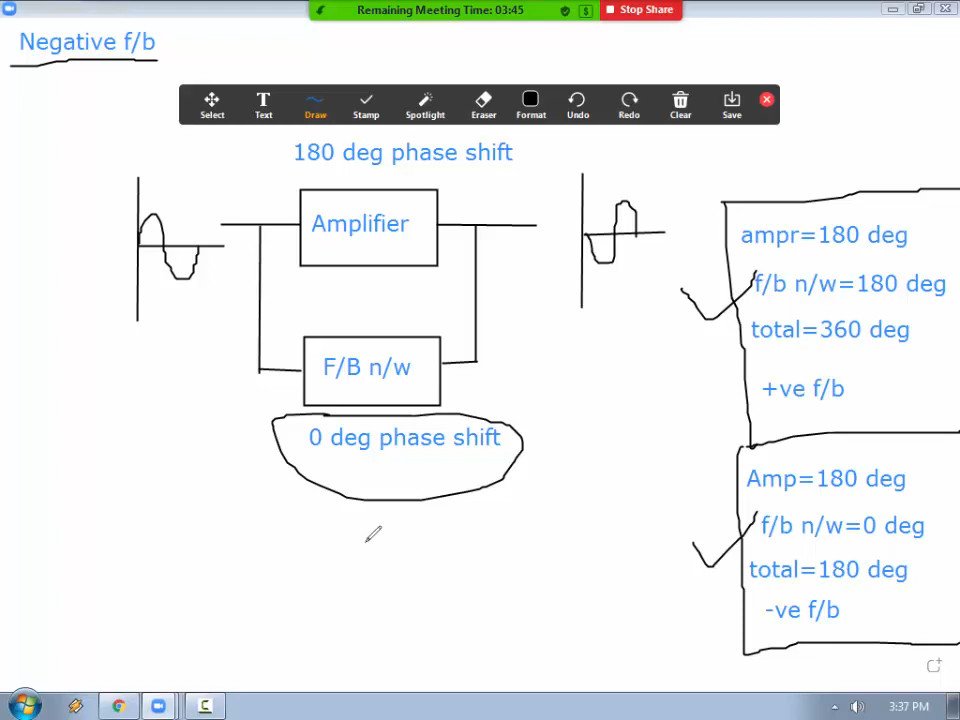 Remaining Meeting Time: 03:45
Stop Share
Negative f/b
Select
Text
Draw
Stamp
Spotlight
Eraser
Format
Undo
Redo
Clear
Save
180 deg phase shift
Amplifier
F/B n/w
0 deg phase shift
ampr=180 deg
f/b n/w=180 deg
total=360 deg
+ve f/b
Amp=180 deg
f/b n/w=0 deg
total=180 deg
-ve f/b
3:37 PM